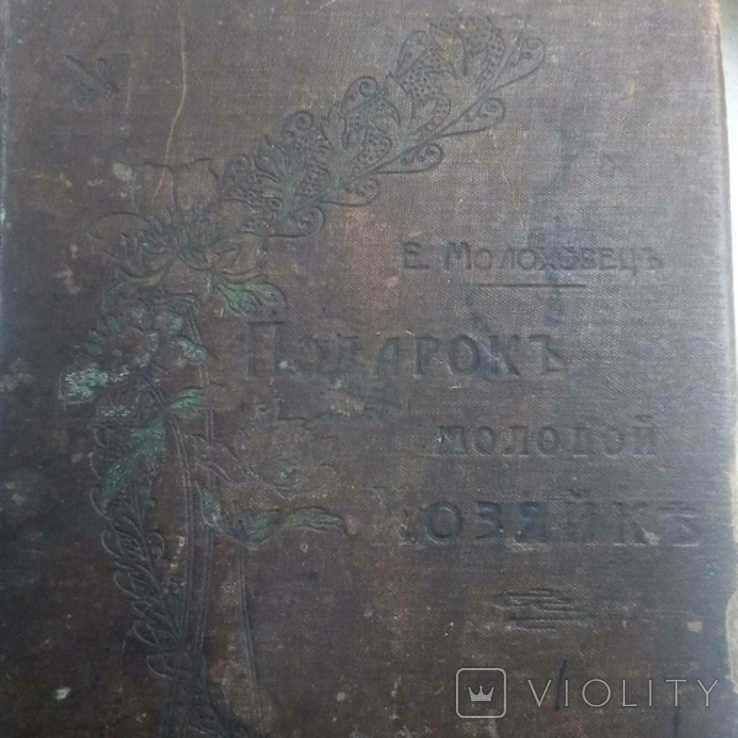 Е. Молоховецъ
Подарокъ
молодой
хозяйкѣ
VIOLITY